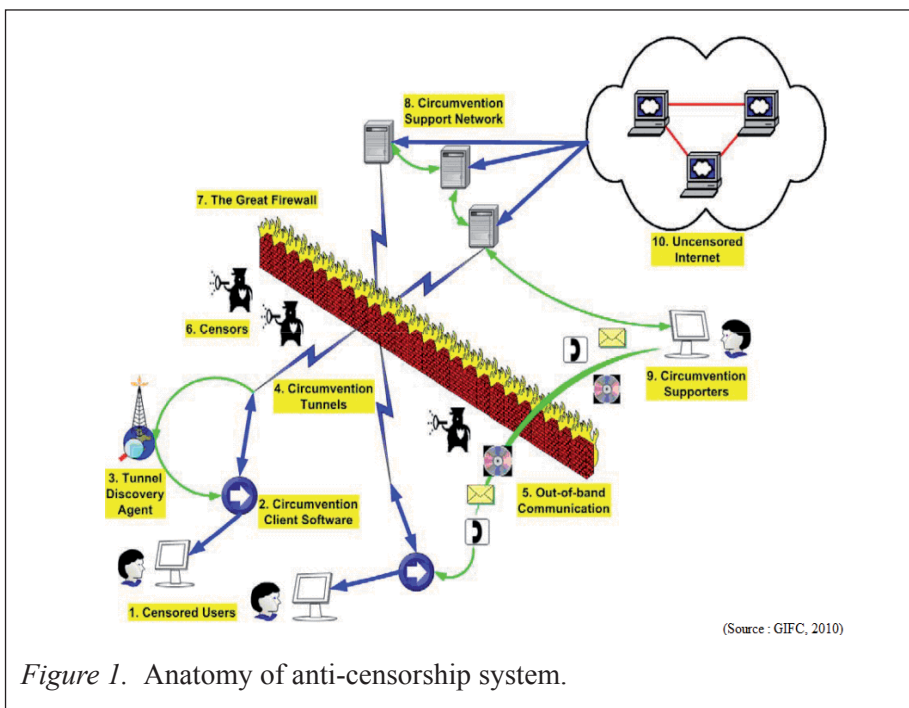 8. Circumvention
Support Network
7. The Great Firewall
10. Uncensored
Internet
6. Censors
9. Circumvention
Supporters
4. Circumvention
Tunnels
3. Tunnel
Discovery
Agent
2. Circumvention
Client Software
5. Out-of-band
Communication
1. Censored Users
(Source : GIFC, 2010)
Figure 1. Anatomy of anti-censorship system.